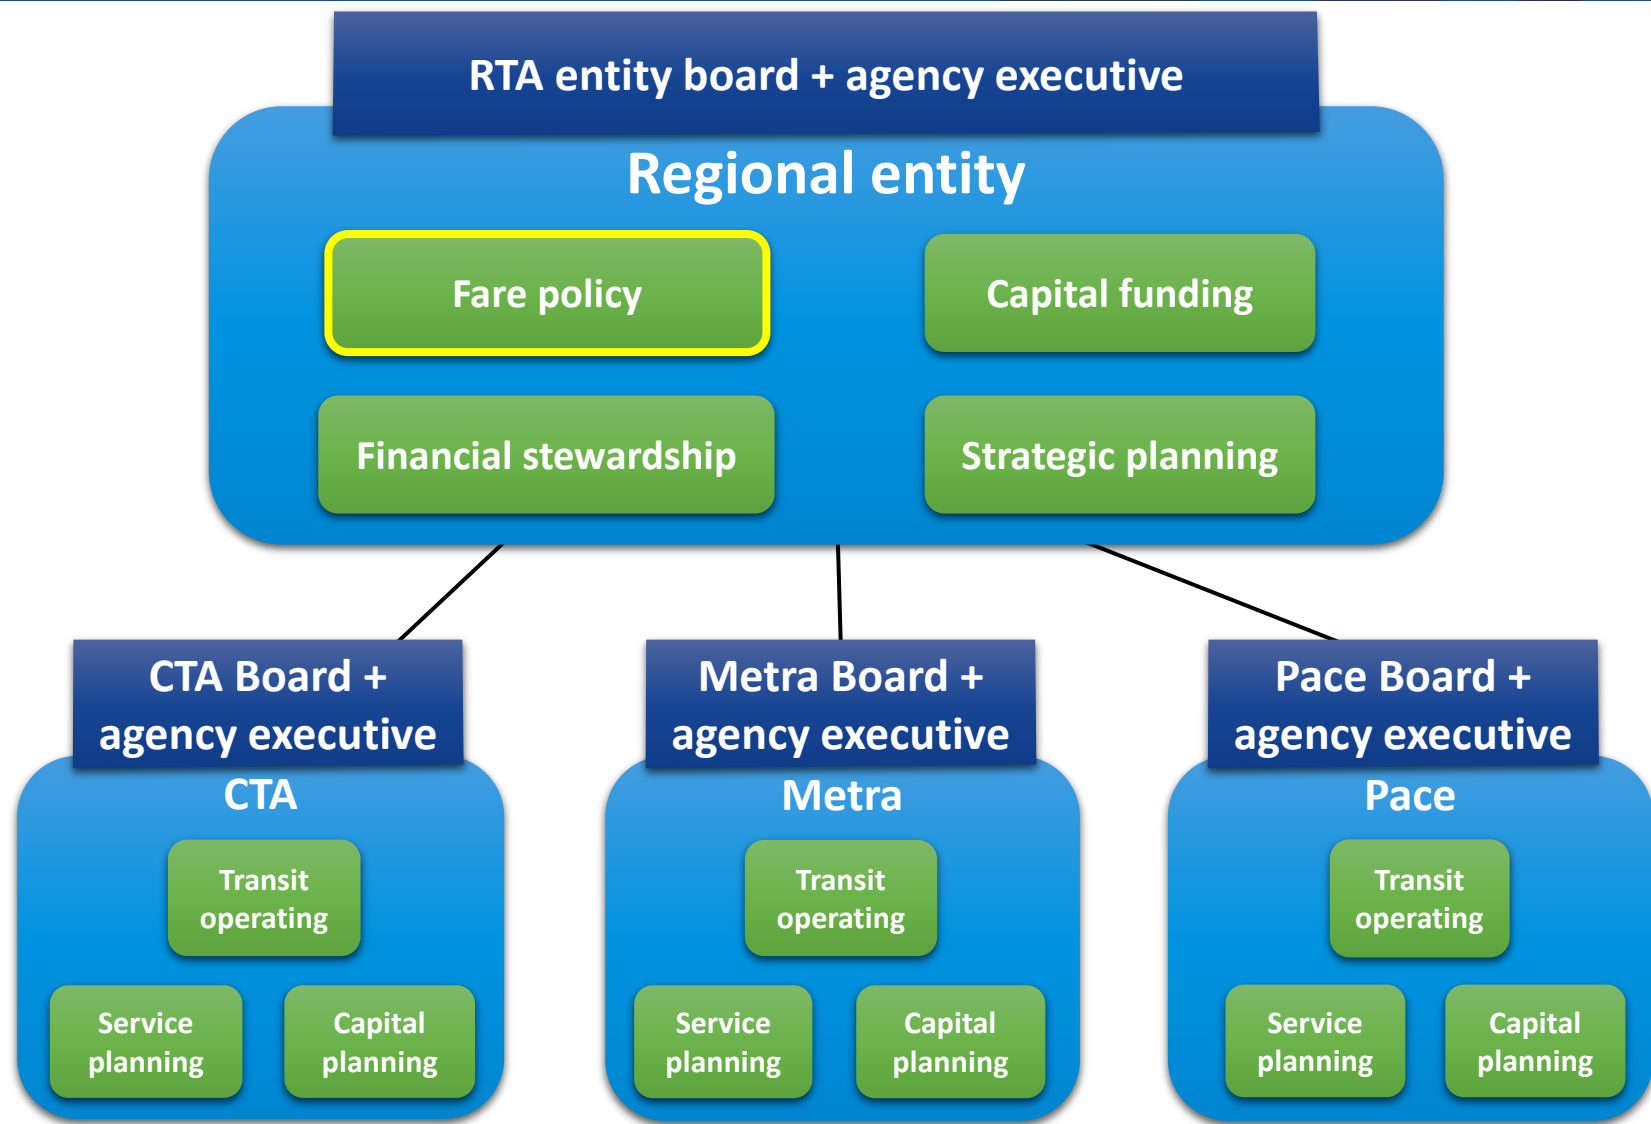 RTA entity board + agency executive
Regional entity
Fare policy
Capital funding
Financial stewardship
Strategic planning
CTA Board +
agency executive
CTA
Transit
operating
Service
planning
Capital
planning
Metra Board +
agency executive
Metra
Transit
operating
Service
planning
Capital
planning
Pace Board +
agency executive
Pace
Transit
operating
Service
planning
Capital
planning